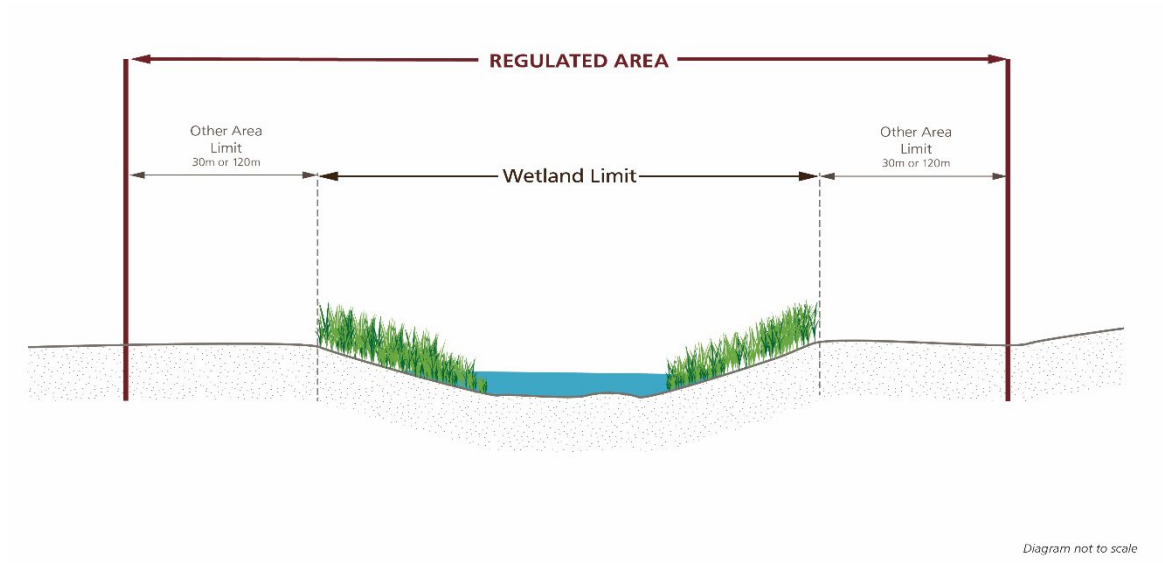 REGULATED AREA
Other Area
Limit
30m or 120m
Other Area
Limit
30m or 120m
Wetland Limit
Diagram not to scale